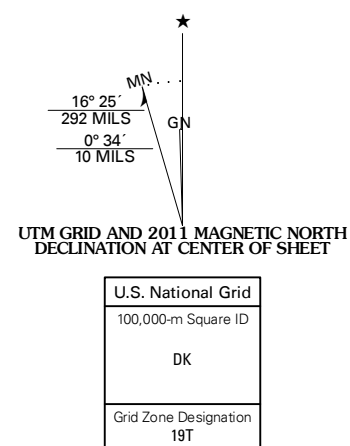 ★
MN
16° 25´
292 MILS
GN
0° 34´
10 MILS
UTM GRID AND 2011 MAGNETIC NORTH
DECLINATION AT CENTER OF SHEET
U.S. National Grid
100,000-m Square ID
DK
Grid Zone Designation
19T